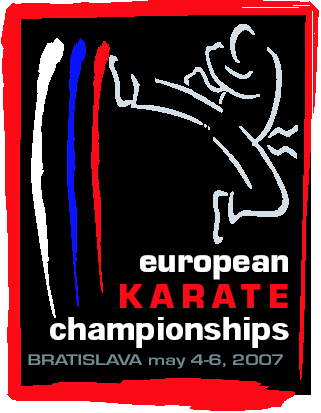 european
KARATE
championships
BRATISLAVA may 4-6, 2007